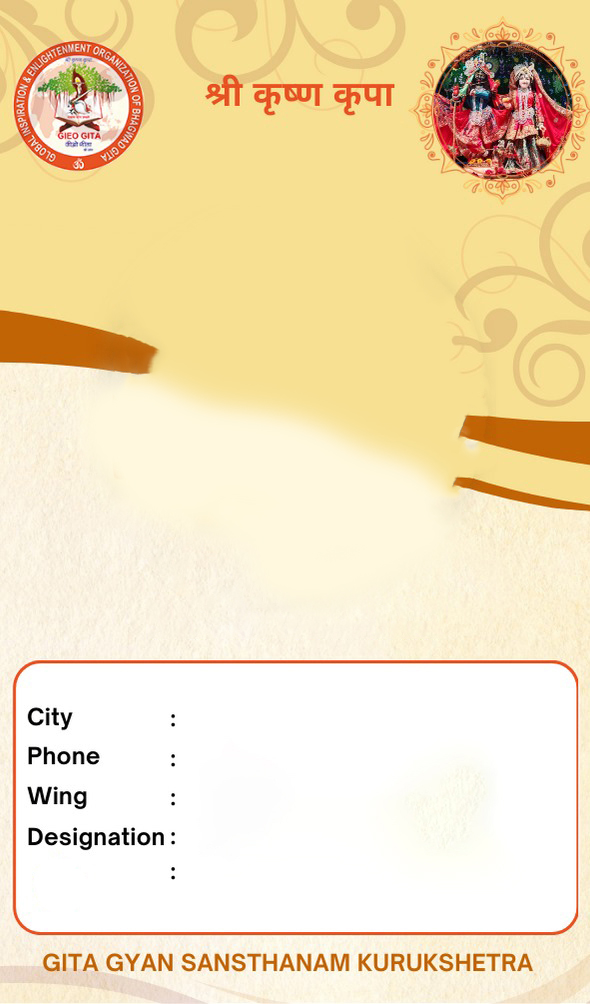 श्री कृष्ण कृपा
GLOBAL INSPIRATION & ENLIGHTENMENT ORGANIZATION OF BHAGWAD GITA
GIEO GITA
जीओ गीता
ॐ
City :
Phone :
Wing :
Designation :
:
GITA GYAN SANSTHANAM KURUKSHETRA